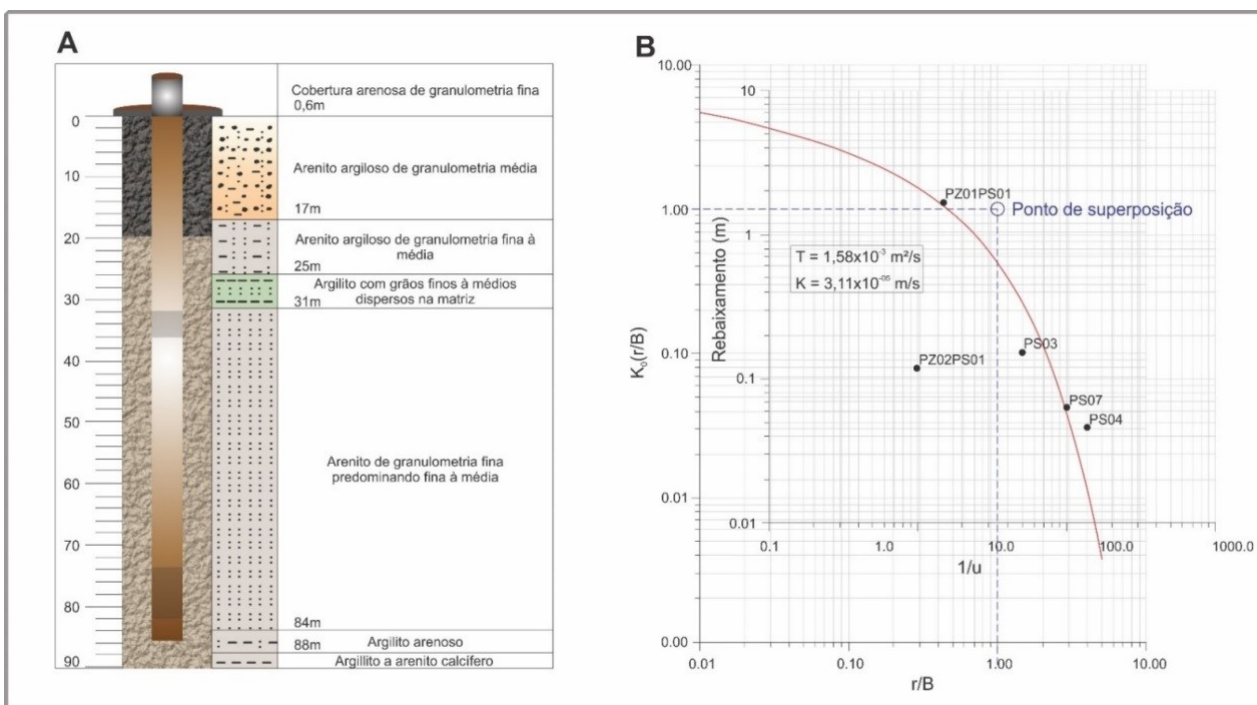 A
Cobertura arenosa de granulometria fina
0,6m
0
10
20
30
40
50
60
70
80
90
Arenito argiloso de granulometria média
17m
Arenito argiloso de granulometria fina à
média
25m
Argilito com grãos finos à médios
31m
dispersos na matriz
Arenito de granulometria fina
predominando fina à média
84m
Argilito arenoso
88m
Argillito a arenito calcífero
B
10.00
1.00
0.10
0.00
K₀(r/B)
10
1
0.1
0.01
Rebaixamento (m)
PZ01PS01
Ponto de superposição
T = 1,58x10⁻³ m²/s
K = 3,11x10⁻⁰⁵ m/s
PS03
PZ02PS01
PS07
PS04
0.1
1.0
10.0
100.0
1000.0
1/u
0.01
0.10
1.00
10.00
r/B